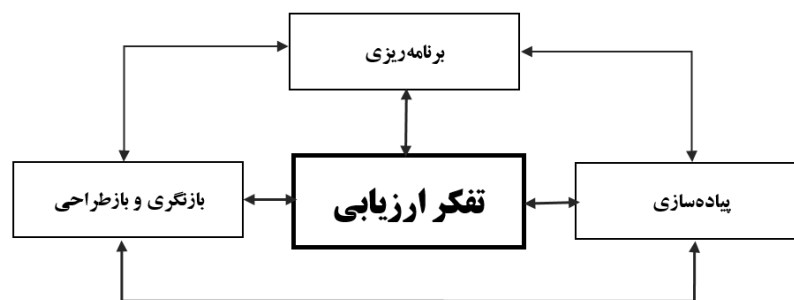 برنامه‌ریزی
پیاده‌سازی
تفکر ارزیابی
بازنگری و بازطراحی